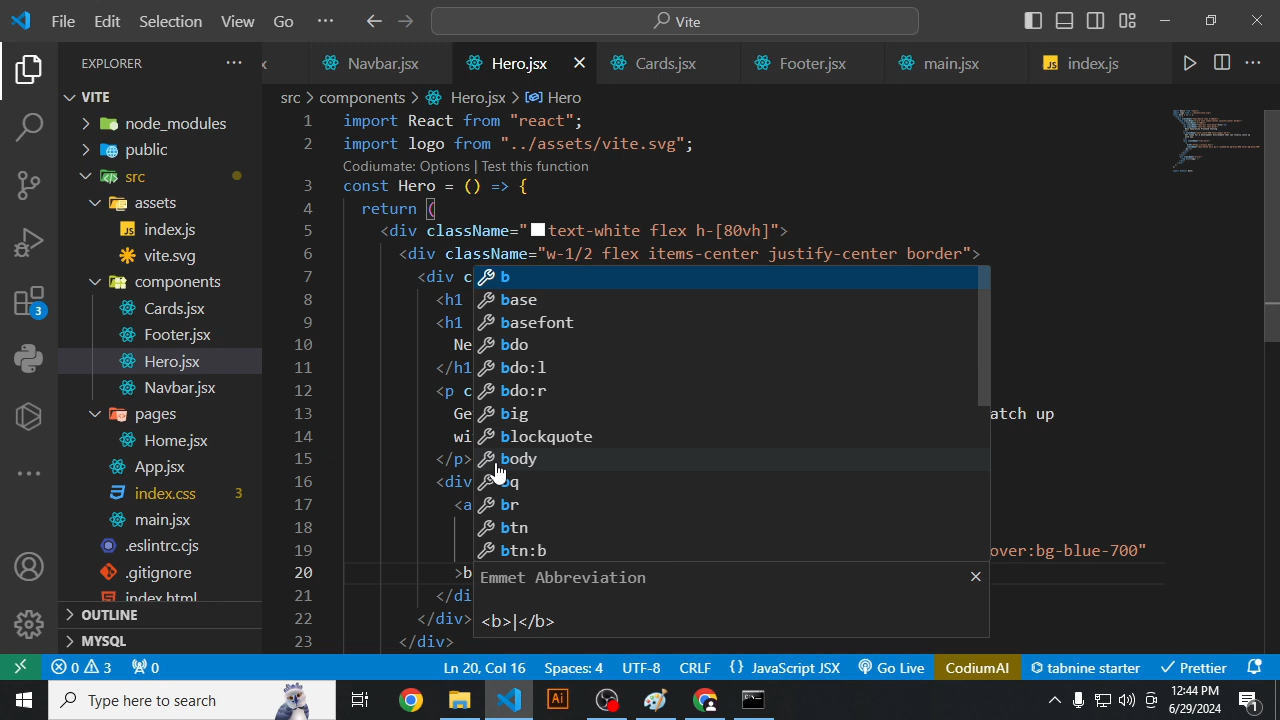 File Edit Selection View Go ··· Vite
EXPLORER ···
Navbar.jsx Hero.jsx Cards.jsx Footer.jsx main.jsx JS index.js ···
src > components > Hero.jsx > Hero
VITE
node_modules
public
src
assets
JS index.js
vite.svg
components
Cards.jsx
Footer.jsx
Hero.jsx
Navbar.jsx
pages
Home.jsx
App.jsx
index.css 3
main.jsx
.eslintrc.cjs
.gitignore
index.html
OUTLINE
MYSQL
3
1 import React from "react";
2 import logo from "../assets/vite.svg";
Codiumate: Options | Test this function
3 const Hero = () => {
4 return (
5 <div className="text-white flex h-[80vh]">
6 <div className="w-1/2 flex items-center justify-center border">
7 <div c
8 <h1
9 <h1
10 Ne
11 </h1
12 <p c
13 Ge atch up
14 wi
15 </p>
16 <div
17 <a
18
19 over:bg-blue-700"
20 >b
21 </di
22 </div>
23 </div>
b
base
basefont
bdo
bdo:l
bdo:r
big
blockquote
body
bq
br
btn
btn:b
Emmet Abbreviation
<b>|</b>
0 3 0 Ln 20, Col 16 Spaces: 4 UTF-8 CRLF {} JavaScript JSX Go Live CodiumAI tabnine starter Prettier
Type here to search Ai 12:44 PM
6/29/2024 1